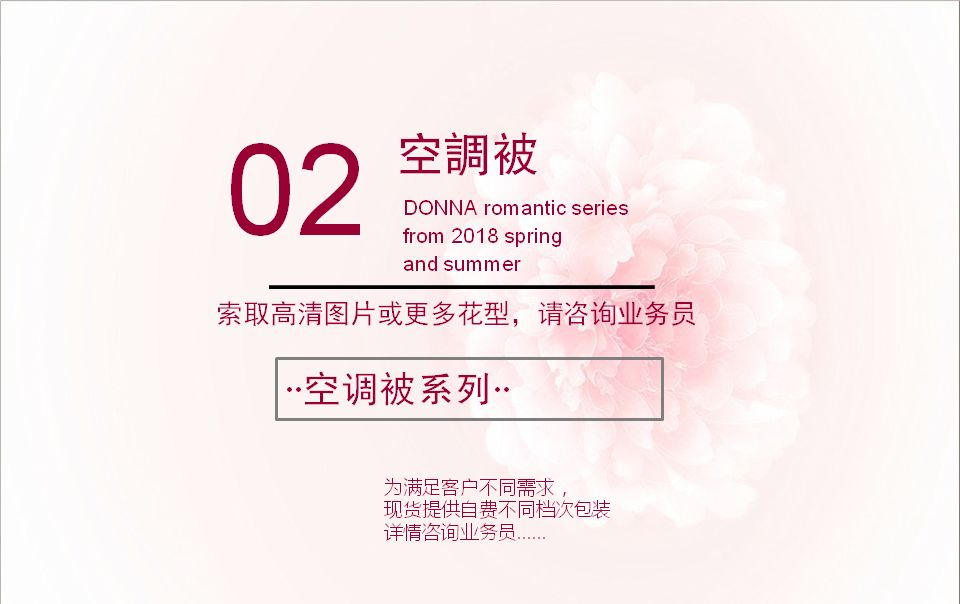 02
空調被
DONNA romantic series
from 2018 spring
and summer
索取高清图片或更多花型，请咨询业务员
··空调被系列··
为满足客户不同需求，
现货提供自费不同档次包装
详情咨询业务员......